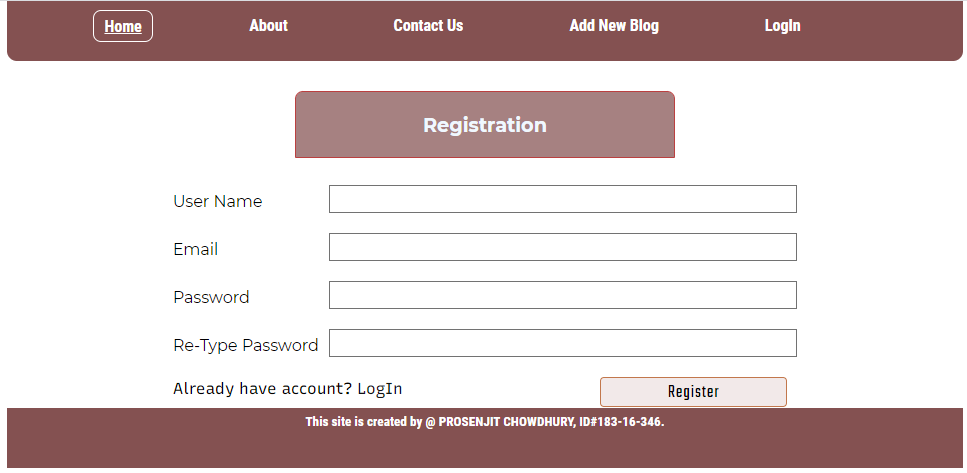 Home About Contact Us Add New Blog LogIn
Registration
User Name
Email
Password
Re-Type Password
Already have account? LogIn Register
This site is created by @ PROSENJIT CHOWDHURY, ID#183-16-346.